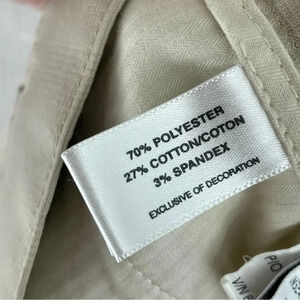 70% POLYESTER
27% COTTON/COTON
3% SPANDEX
EXCLUSIVE OF DECORATION